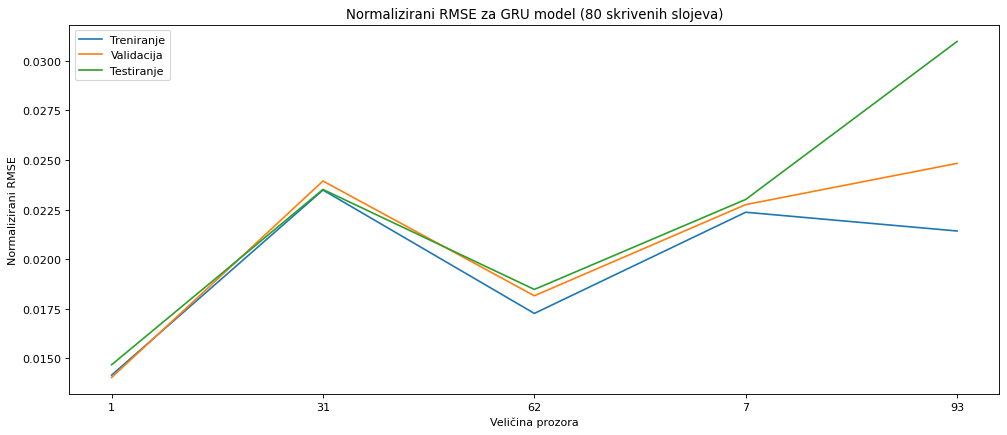 Normalizirani RMSE za GRU model (80 skrivenih slojeva)
Treniranje
Validacija
Testiranje
Normalizirani RMSE
0.0300
0.0275
0.0250
0.0225
0.0200
0.0175
0.0150
1 31 62 7 93
Veličina prozora